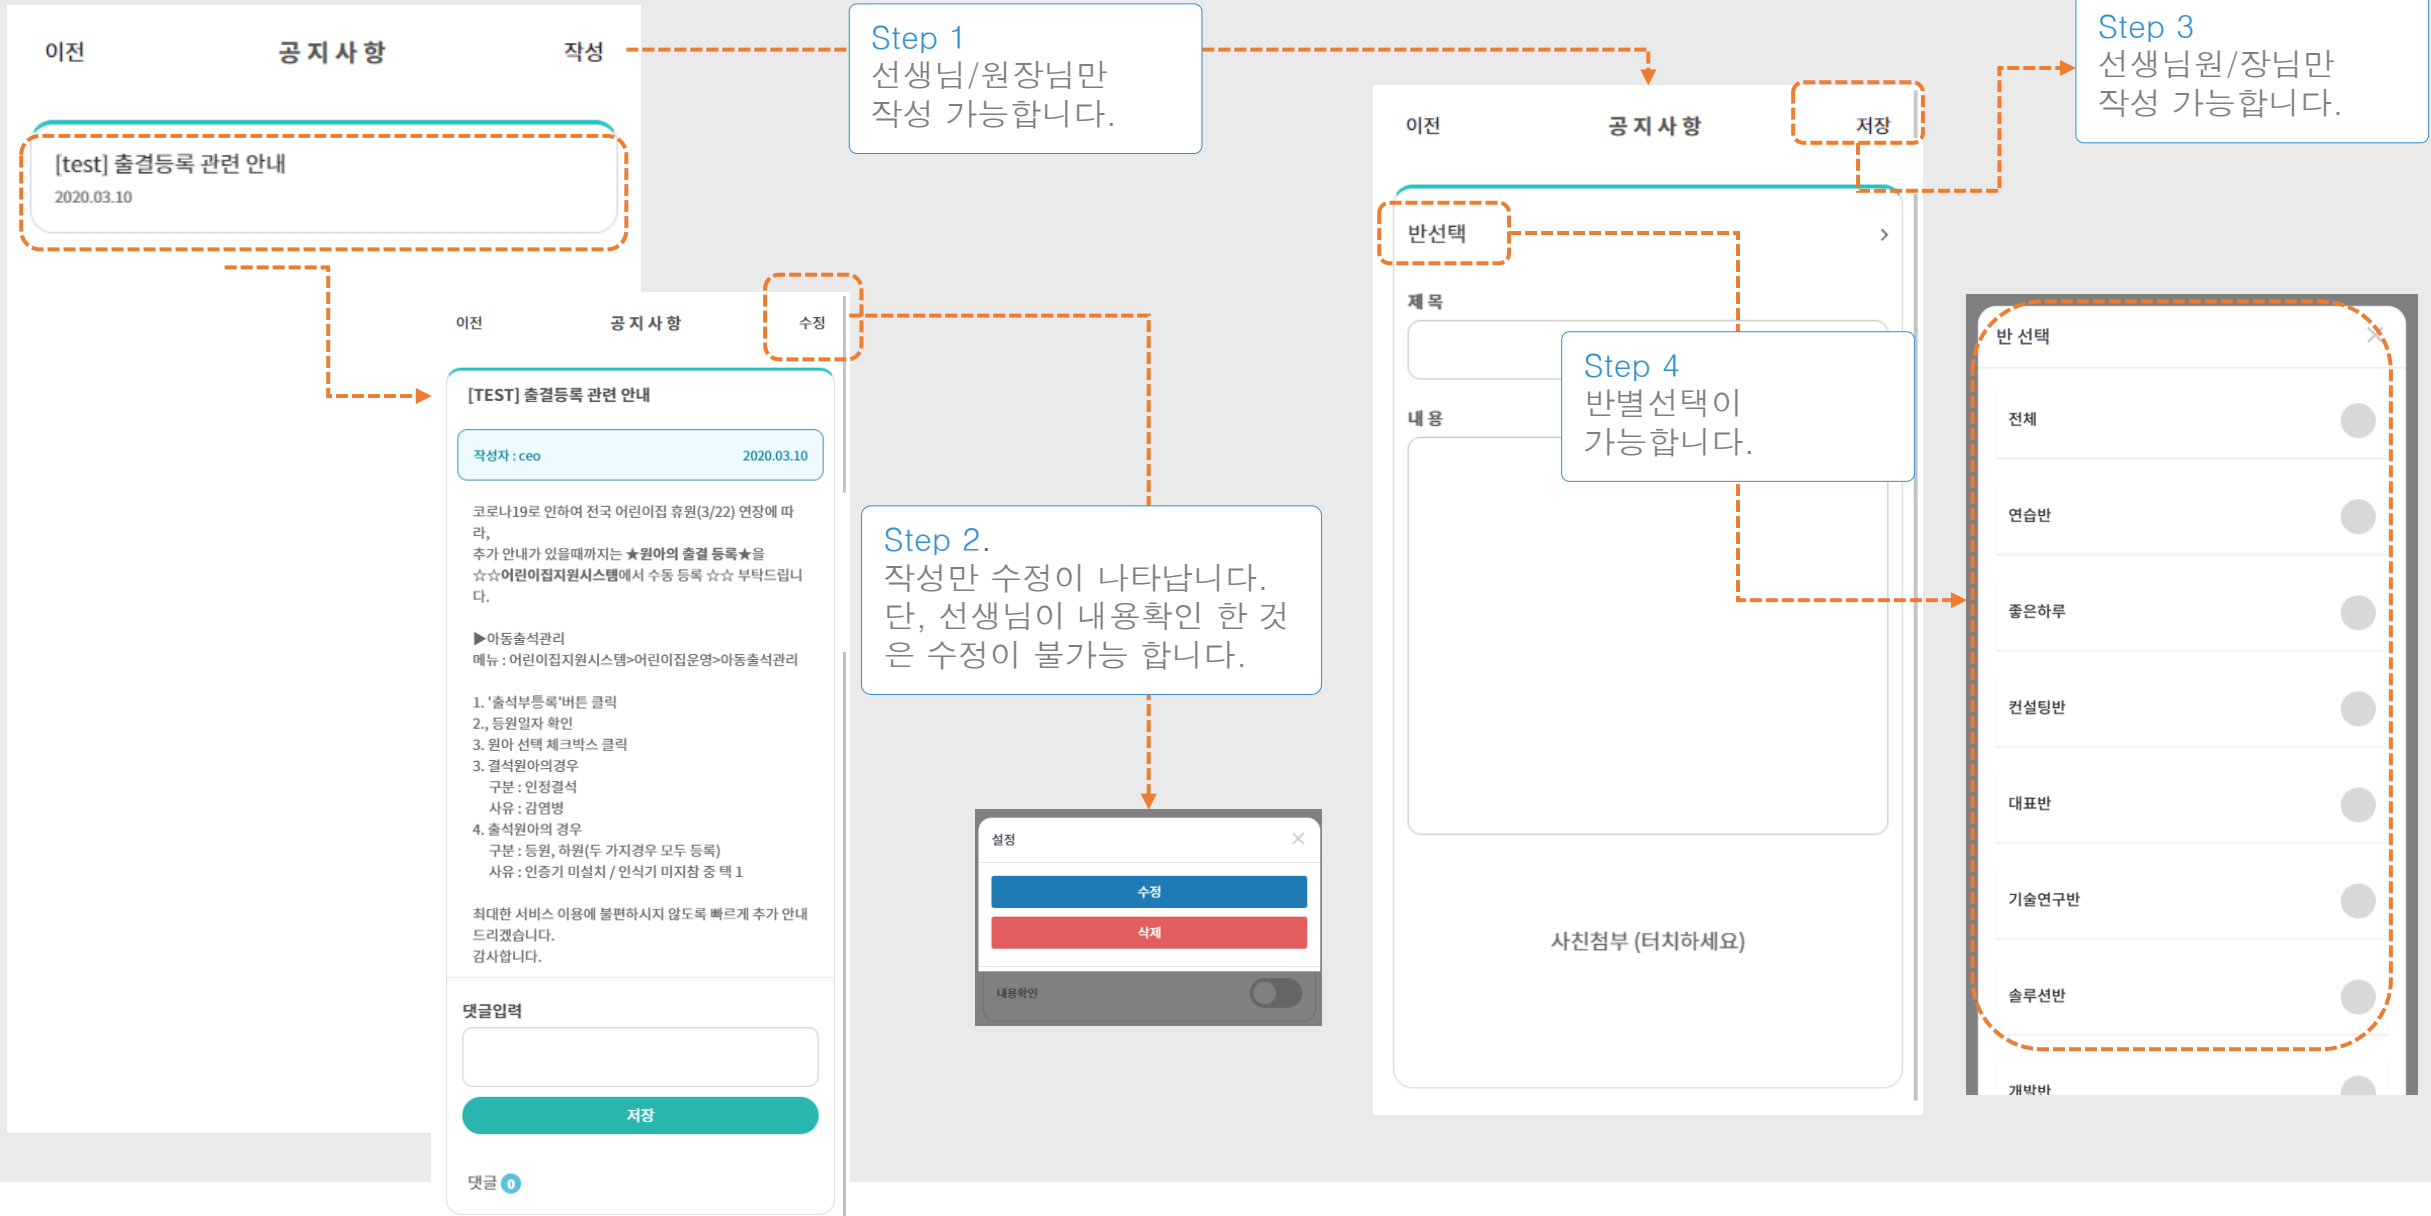 이전 공지사항 작성
[test] 출결등록 관련 안내
2020.03.10
Step 1
선생님/원장님만
작성 가능합니다.
이전 공지사항 수정
[TEST] 출결등록 관련 안내
작성자 : ceo 2020.03.10
코로나19로 인하여 전국 어린이집 휴원(3/22) 연장에 따
라,
추가 안내가 있을때까지는 ★원아의 출결 등록★을
☆☆어린이집지원시스템에서 수동 등록 ☆☆ 부탁드립니
다.
▶아동출석관리
메뉴 : 어린이집지원시스템>어린이집운영>아동출석관리
1. '출석부등록'버튼 클릭
2., 등원일자 확인
3. 원아 선택 체크박스 클릭
3. 결석원아의경우
구분 : 인정결석
사유 : 감염병
4. 출석원아의 경우
구분 : 등원, 하원(두 가지경우 모두 등록)
사유 : 인증기 미설치 / 인식기 미지참 중 택 1
최대한 서비스 이용에 불편하시지 않도록 빠르게 추가 안내
드리겠습니다.
감사합니다.
댓글입력
저장
댓글 0
Step 2.
작성만 수정이 나타납니다.
단, 선생님이 내용확인 한 것
은 수정이 불가능 합니다.
설정
수정
삭제
내용확인
이전 공지사항 저장
반선택
제목
내용
사친첨부 (터치하세요)
Step 3
선생님원/장님만
작성 가능합니다.
Step 4
반별선택이
가능합니다.
반 선택
전체
연습반
좋은하루
컨설팅반
대표반
기술연구반
솔루션반
개발반